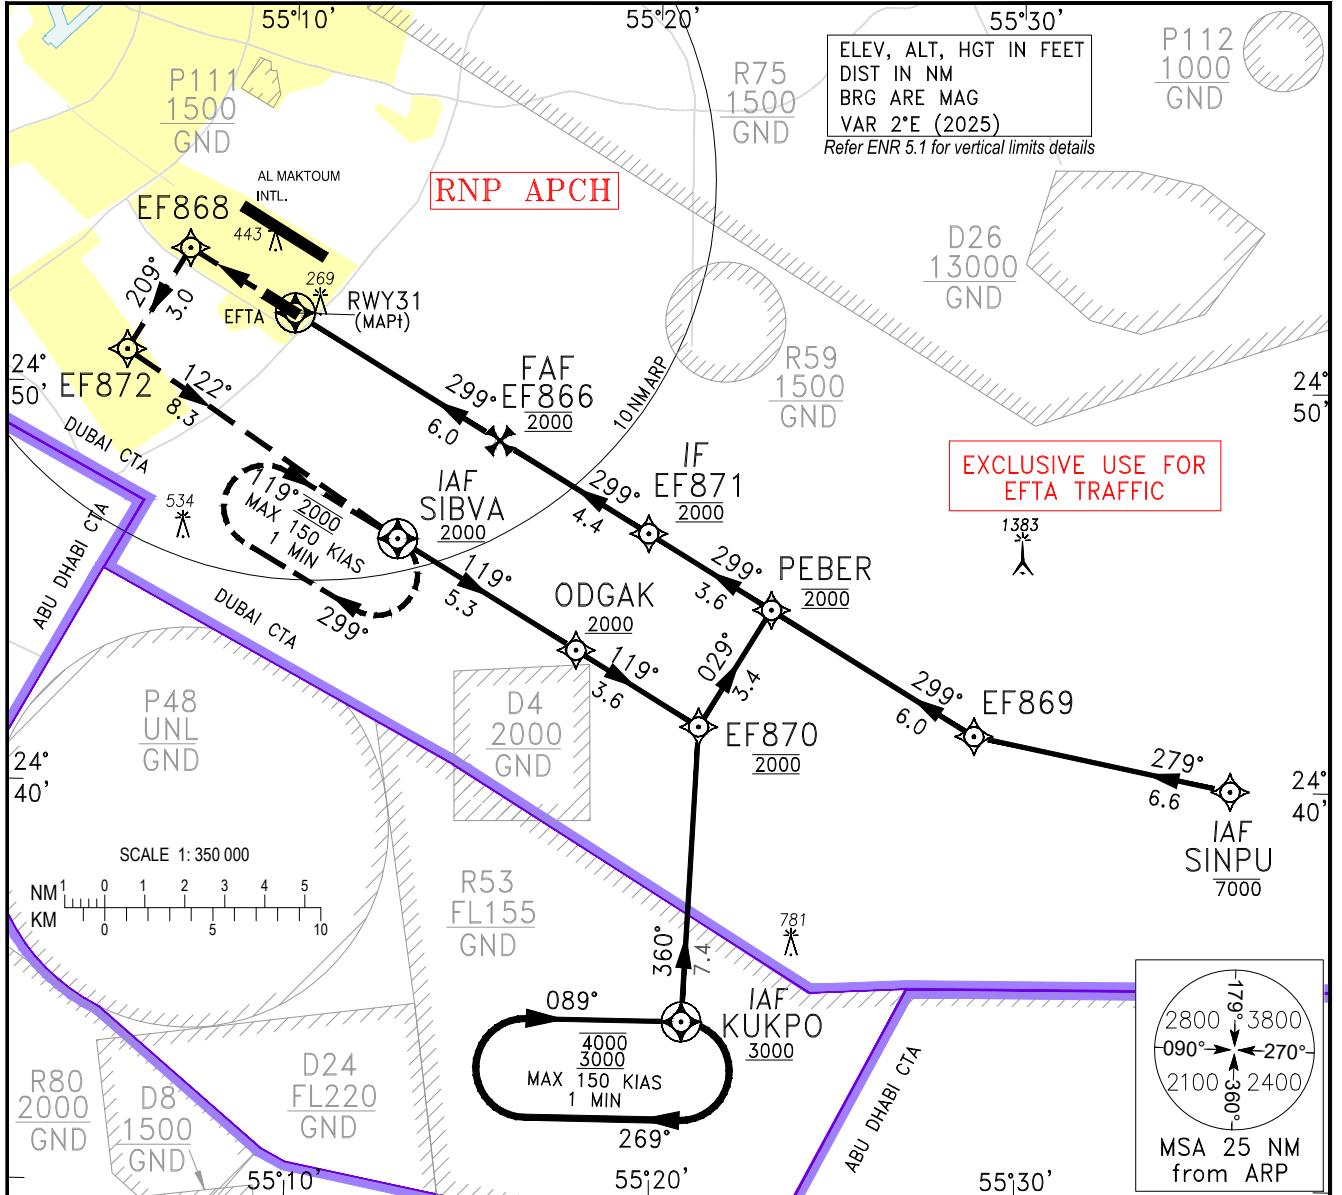 55°10'
55°20'
55°30'
ELEV, ALT, HGT IN FEET
DIST IN NM
BRG ARE MAG
VAR 2°E (2025)
Refer ENR 5.1 for vertical limits details
P111
1500
GND
R75
1500
GND
P112
1000
GND
AL MAKTOUM
INTL.
RNP APCH
EF868
443
269
EFTA
RWY31
(MAPt)
209°
3.0
D26
13000
GND
R59
1500
GND
24°
50'
EF872
122°
8.3
299°
6.0
FAF
EF866
2000
10NM ARP
24°
50'
DUBAI CTA
ABU DHABI CTA
534
119°
2000
MAX 150 KIAS
1 MIN
299°
IAF
SIBVA
2000
299°
4.4
IF
EF871
2000
EXCLUSIVE USE FOR
EFTA TRAFFIC
1383
DUBAI CTA
119°
5.3
ODGAK
2000
299°
3.6
PEBER
2000
119°
3.6
029°
3.4
P48
UNL
GND
D4
2000
GND
EF870
2000
299°
6.0
EF869
279°
6.6
24°
40'
24°
40'
IAF
SINPU
7000
SCALE 1: 350 000
NM
1 0 1 2 3 4 5
KM
0 5 10
R53
FL155
GND
781
360°
7.4
089°
4000
3000
MAX 150 KIAS
1 MIN
269°
IAF
KUKPO
3000
R80
2000
GND
D8
1500
GND
D24
FL220
GND
ABU DHABI CTA
179°
2800
3800
090°
270°
2100
2400
360°
MSA 25 NM
from ARP
55°10'
55°20'
55°30'